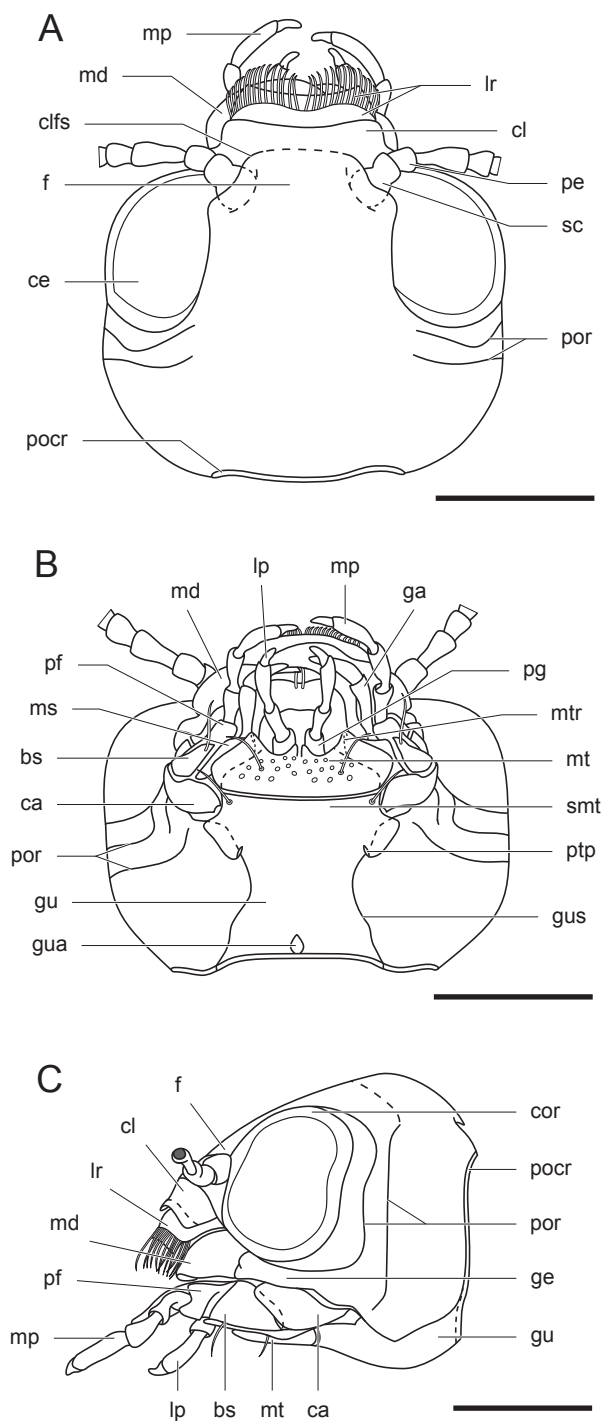 A
mp
md
lr
clfs
cl
f
pe
sc
ce
por
pocr
B
lp
mp
md
ga
pf
pg
ms
mtr
bs
mt
ca
smt
por
ptp
gu
gus
gua
C
f
cor
cl
pocr
lr
por
md
pf
ge
mp
gu
lp
bs
mt
ca